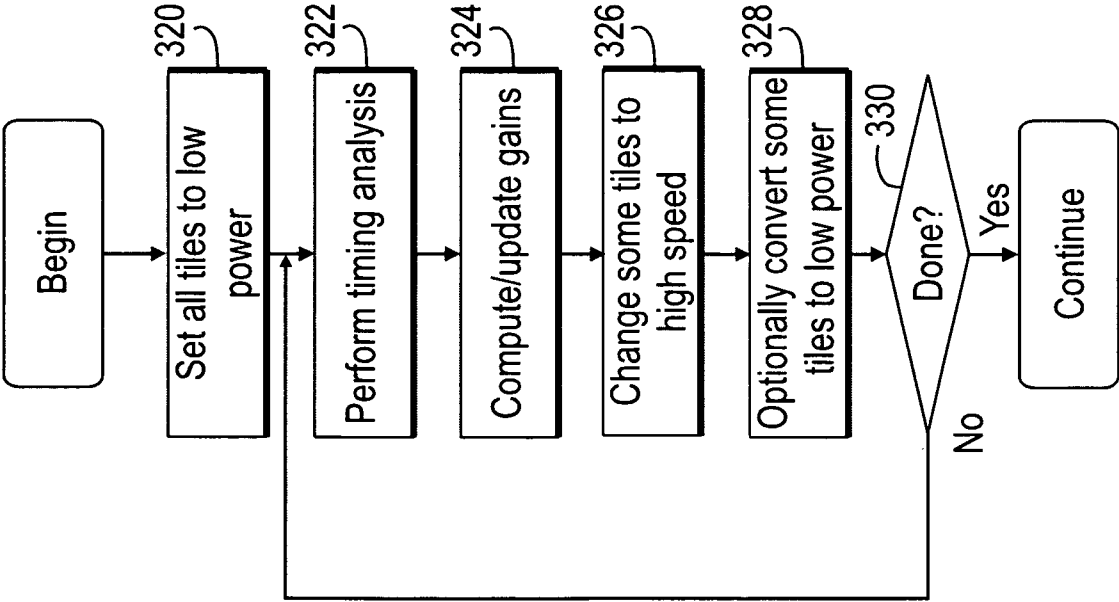 Begin
320
Set all tiles to low
power
322
Perform timing analysis
324
Compute/update gains
326
Change some tiles to
high speed
328
Optionally convert some
tiles to low power
330
Done?
No
Yes
Continue